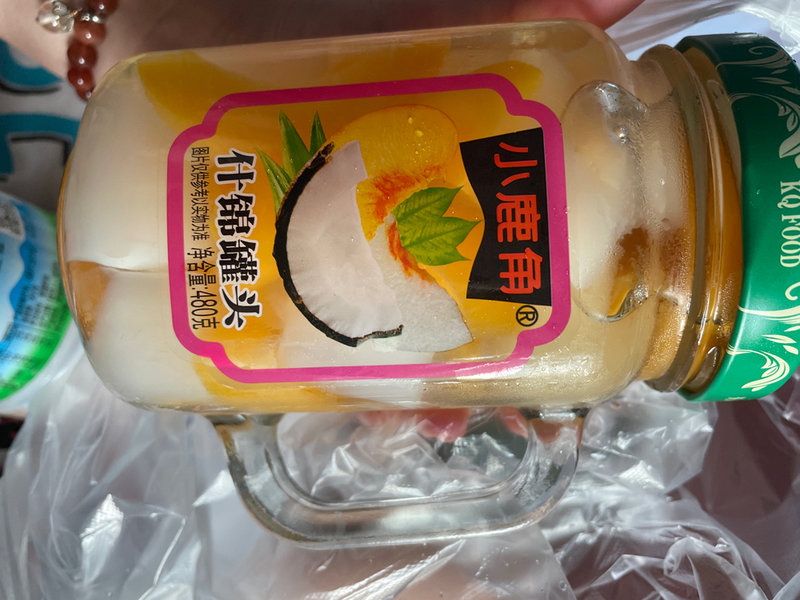 小鹿角®
什锦罐头
图片仅供参考以实物为准
净含量:480克
KQ FOOD